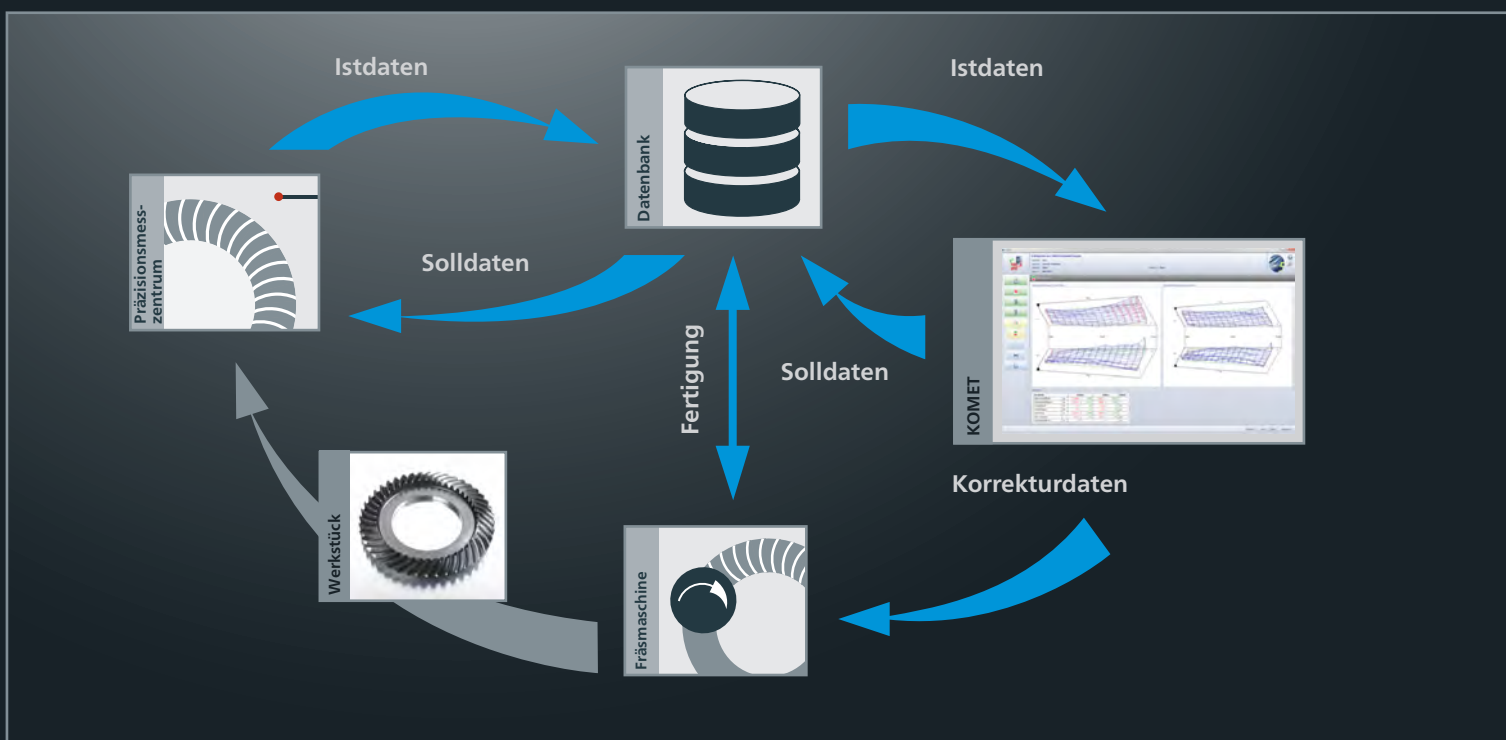 Istdaten
Istdaten
Datenbank
Präzisionsmess-
zentrum
Solldaten
Fertigung
Solldaten
KOMET
Korrekturdaten
Werkstück
Fräsmaschine